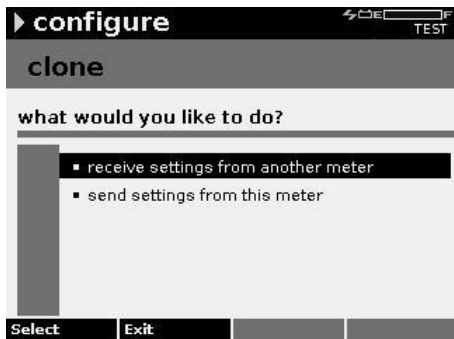 configure
E F
TEST
clone
what would you like to do?
receive settings from another meter
send settings from this meter
Select Exit